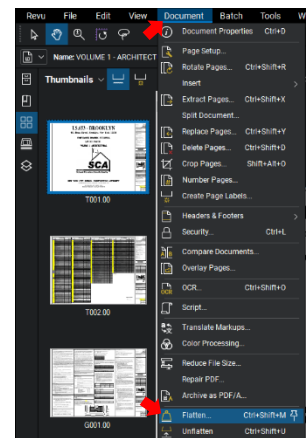 Revu File Edit View Document Batch Tools W
Name: VOLUME 1 - ARCHITECT
Thumbnails
T001.00
T002.00
G001.00
SCA
Document Properties Ctrl+D
Page Setup...
Rotate Pages... Ctrl+Shift+R
Insert
Extract Pages... Ctrl+Shift+X
Split Document...
Replace Pages... Ctrl+Shift+Y
Delete Pages... Ctrl+Shift+D
Crop Pages... Shift+Alt+O
Number Pages...
Create Page Labels...
Headers & Footers
Security... Ctrl+L
Compare Documents...
Overlay Pages...
OCR... Ctrl+Shift+O
Script...
Translate Markups...
Color Processing...
Reduce File Size...
Repair PDF...
Archive as PDF/A...
Flatten... Ctrl+Shift+M
Unflatten Ctrl+Shift+U